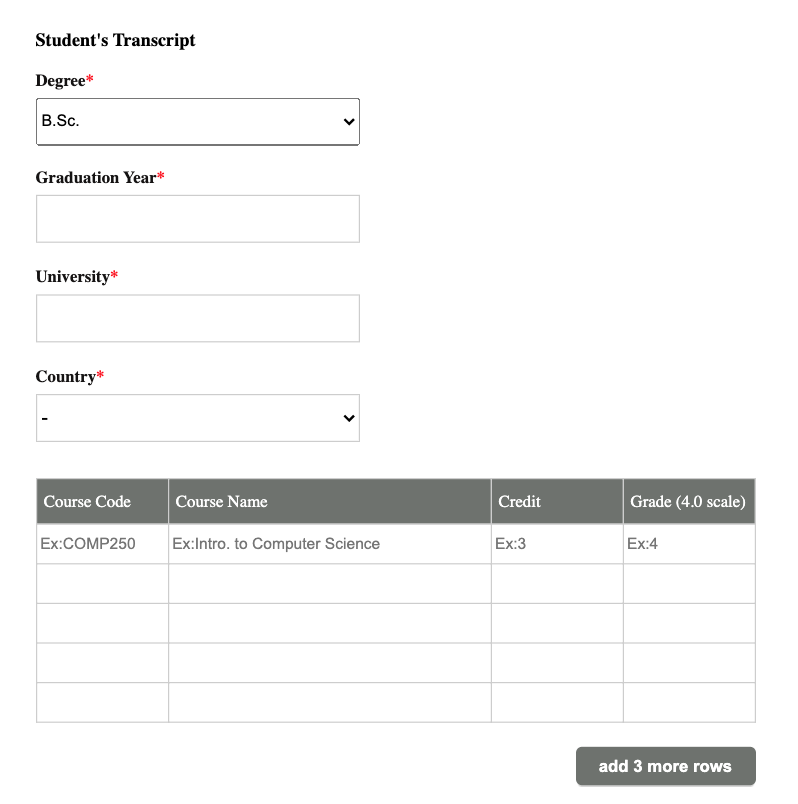 Student's Transcript
Degree*
B.Sc.
Graduation Year*
University*
Country*
-
Course Code Course Name Credit Grade (4.0 scale)
Ex:COMP250 Ex:Intro. to Computer Science Ex:3 Ex:4
add 3 more rows